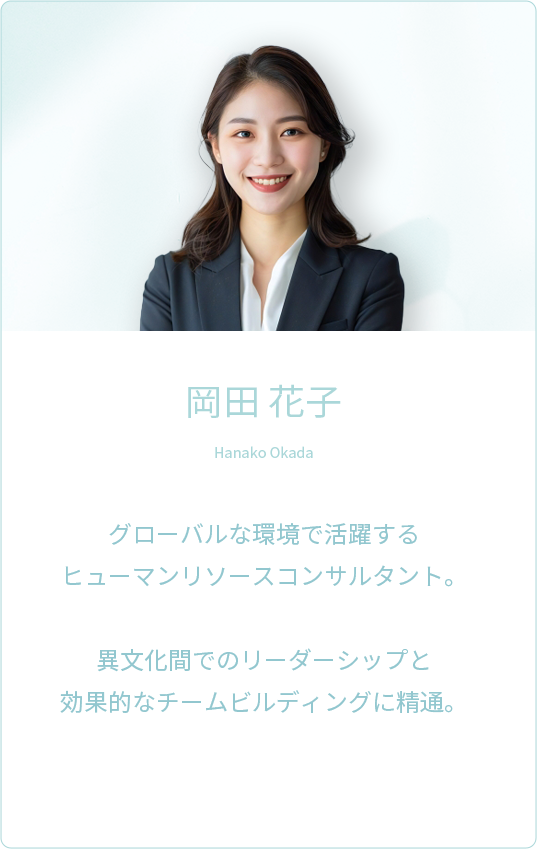 岡田 花子
Hanako Okada
グローバルな環境で活躍する
ヒューマンリソースコンサルタント。
異文化間でのリーダーシップと
効果的なチームビルディングに精通。